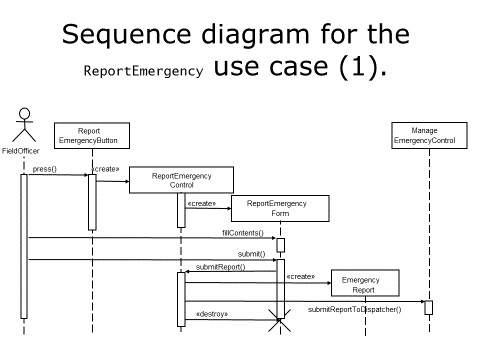 Sequence diagram for the
ReportEmergency use case (1).
Report
EmergencyButton
Manage
EmergencyControl
FieldOfficer
press()
«create»
ReportEmergency
Control
«create»
ReportEmergency
Form
fillContents()
submit()
submitReport()
«create»
Emergency
Report
submitReportToDispatcher()
«destroy»